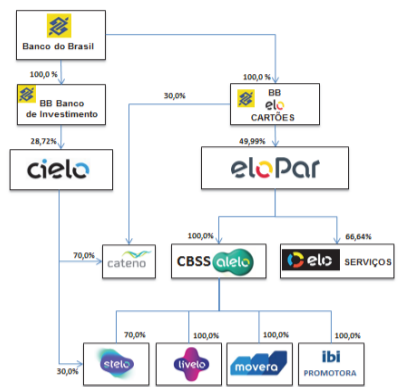 Banco do Brasil
100,0 %
100,0 %
BB Banco
de Investimento
30,0%
BB
elo
CARTÕES
28,72%
49,99%
cielo
eloPar
100,0%
66,64%
70,0%
cateno
CBSS alelo
elo SERVIÇOS
70,0%
100,0%
100,0%
100,0%
30,0%
stelo
livelo
movera
ibi
PROMOTORA